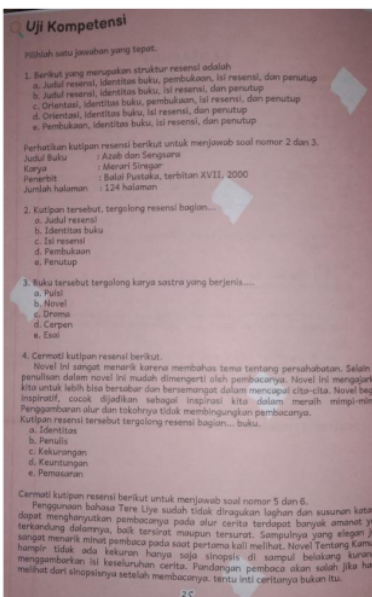 Uji Kompetensi
Pilihlah satu jawaban yang tepat.
1. Berikut yang merupakan struktur resensi adalah
a. Judul resensi, identitas buku, pembukaan, isi resensi, dan penutup
b. Judul resensi, identitas buku, isi resensi, dan penutup
c. Orientasi, identitas buku, pembukaan, isi resensi, dan penutup
d. Orientasi, identitas buku, isi resensi, dan penutup
e. Pembukaan, identitas buku, isi resensi, dan penutup
Perhatikan kutipan resensi berikut untuk menjawab soal nomor 2 dan 3.
Judul Buku : Azab dan Sengsara
Karya : Merari Siregar
Penerbit : Balai Pustaka, terbitan XVII, 2000
Jumlah halaman : 124 halaman
2. Kutipan tersebut, tergolong resensi bagian...
a. Judul resensi
b. Identitas buku
c. Isi resensi
d. Pembukaan
e. Penutup
3. Buku tersebut tergolong karya sastra yang berjenis....
a. Puisi
b. Novel
c. Drama
d. Cerpen
e. Esai
4. Cermati kutipan resensi berikut.
Novel ini sangat menarik karena membahas tema tentang persahabatan. Selain
penulisan dalam novel ini mudah dimengerti oleh pembacanya. Novel ini mengajar
kita untuk lebih bisa bersabar dan bersemangat dalam mencapai cita-cita. Novel beg
inspiratif, cocok dijadikan sebagai inspirasi kita dalam meraih mimpi-mim
Penggambaran alur dan tokohnya tidak membingungkan pembacanya.
Kutipan resensi tersebut tergolong resensi bagian... buku.
a. Identitas
b. Penulis
c. Kekurangan
d. Keuntungan
e. Pemasaran
Cermati kutipan resensi berikut untuk menjawab soal nomor 5 dan 6.
Penggunaan bahasa Tere Liye sudah tidak diragukan laghan dan susunan kata
dapat menghanyutkan pembacanya pada alur cerita terdapat banyak amanat y
terkandung dalamnya, baik tersirat maupun tersurat. Sampulnya yang elegan j
sangat menarik minat pembaca pada saat pertama kali melihat. Novel Tentang Kamu
hampir tidak ada kekuran hanya saja sinopsis di sampul belakang kuran
menggambarkan isi keseluruhan cerita. Pandangan pembaca akan salah jika ha
melihat dari sinopsisnya setelah membacanya. tentu inti ceritanya bukan itu.